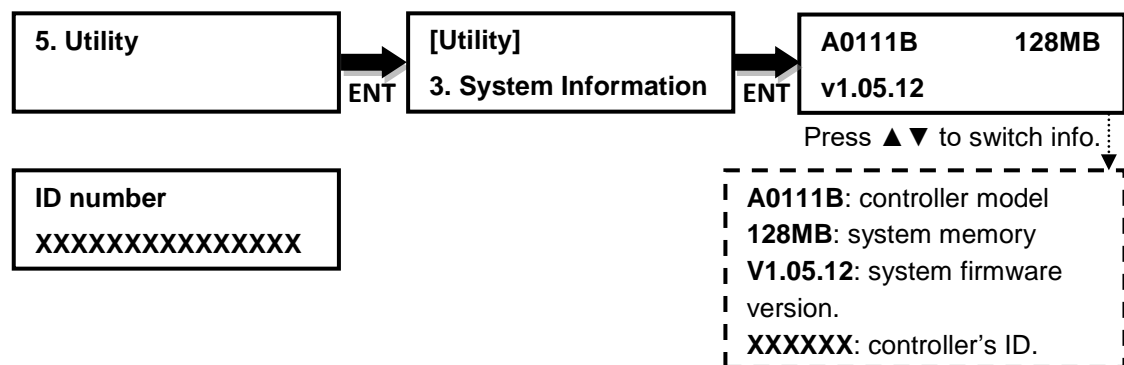 5. Utility
ENT
[Utility]
3. System Information
ENT
A0111B 128MB
v1.05.12
Press ▲▼ to switch info.
ID number
XXXXXXXXXXXXXXX
A0111B: controller model
128MB: system memory
V1.05.12: system firmware
version.
XXXXXX: controller's ID.